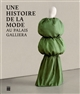 UNE
HISTOIRE
DE LA
MODE
AU PALAIS
GALLIERA